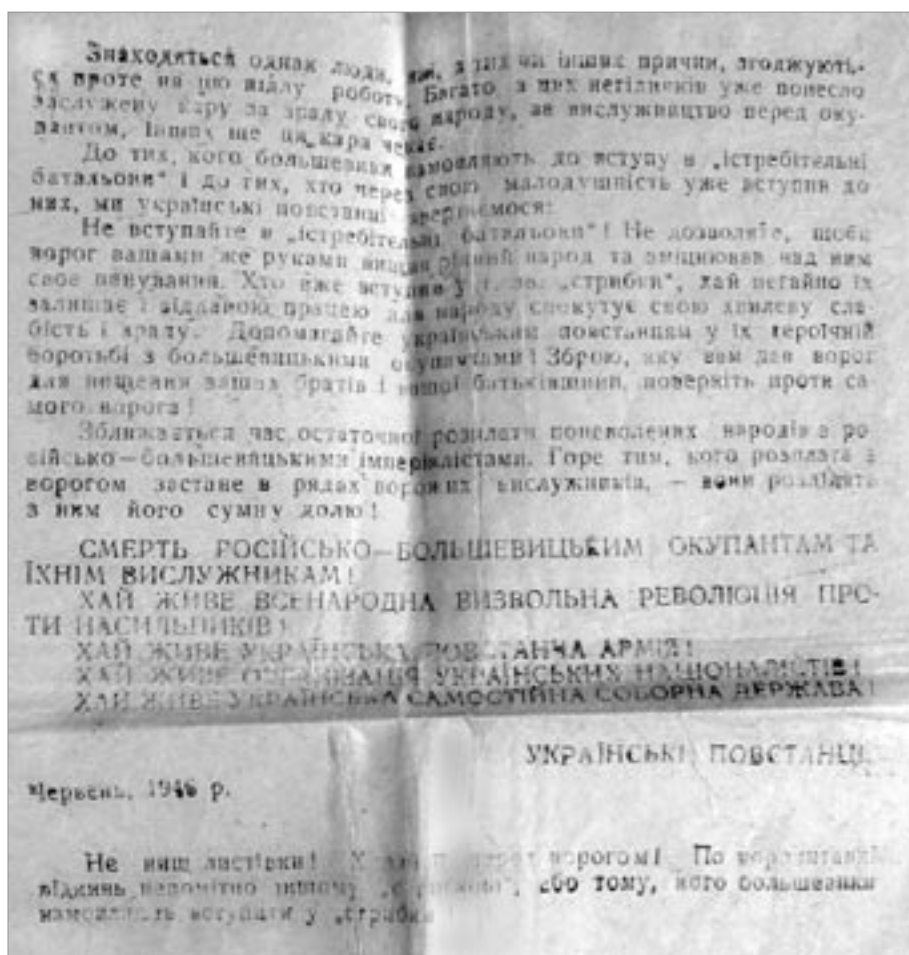 Знаходяться однак люди, які, з тих чи інших причин, згоджують-
ся проте на цю підлу роботу. Багато з них негідників уже понесло
заслужену кару за зраду свого народу, за вислужництво перед оку-
пантом, інших ще ця кара чекає.
До тих, кого большевики намовляють до вступу в „істребітельні
батальони" і до тих, хто через свою малодушність уже вступив до
них, ми українські повстанці звертаємося:
Не вступайте в „істребітельні батальони"! Не дозволяйте, щоби
ворог вашими же руками нищив рідний народ та зміцнював над ним
своє панування. Хто вже вступив у т. зв. „стрибки", хай негайно їх
залишає і відданою працею для народу спокутує свою хвилеву сла-
бість і зраду. Допомагайте українським повстанцям у їх героїчній
боротьбі з большевицькими окупантами! Зброю, яку вам дав ворог
для нищення ваших братів і нашої батьківщини, поверніть проти са-
мого ворога!
Зближається час остаточної розплати поневолених народів з ро-
сійсько—большевицькими імперіялістами. Горе тим, кого розплата з
ворогом застане в рядах ворожих вислужників, — вони розділять
з ним його сумну долю!
СМЕРТЬ РОСІЙСЬКО—БОЛЬШЕВИЦЬКИМ ОКУПАНТАМ ТА
ЇХНІМ ВИСЛУЖНИКАМ!
ХАЙ ЖИВЕ ВСЕНАРОДНА ВИЗВОЛЬНА РЕВОЛЮЦІЯ ПРО-
ТИ НАСИЛЬНИКІВ!
ХАЙ ЖИВЕ УКРАЇНСЬКА ПОВСТАНЧА АРМІЯ!
ХАЙ ЖИВЕ ОРГАНІЗАЦІЯ УКРАЇНСЬКИХ НАЦІОНАЛІСТІВ!
ХАЙ ЖИВЕ УКРАЇНСЬКА САМОСТІЙНА СОБОРНА ДЕРЖАВА!
УКРАЇНСЬКІ ПОВСТАНЦІ.
Червень, 1946 р.
Не нищ листівки! перед ворогом! По прочитанні
відкинь непомітно іншому або тому, кого большевики
намовляють вступати у „стрибки